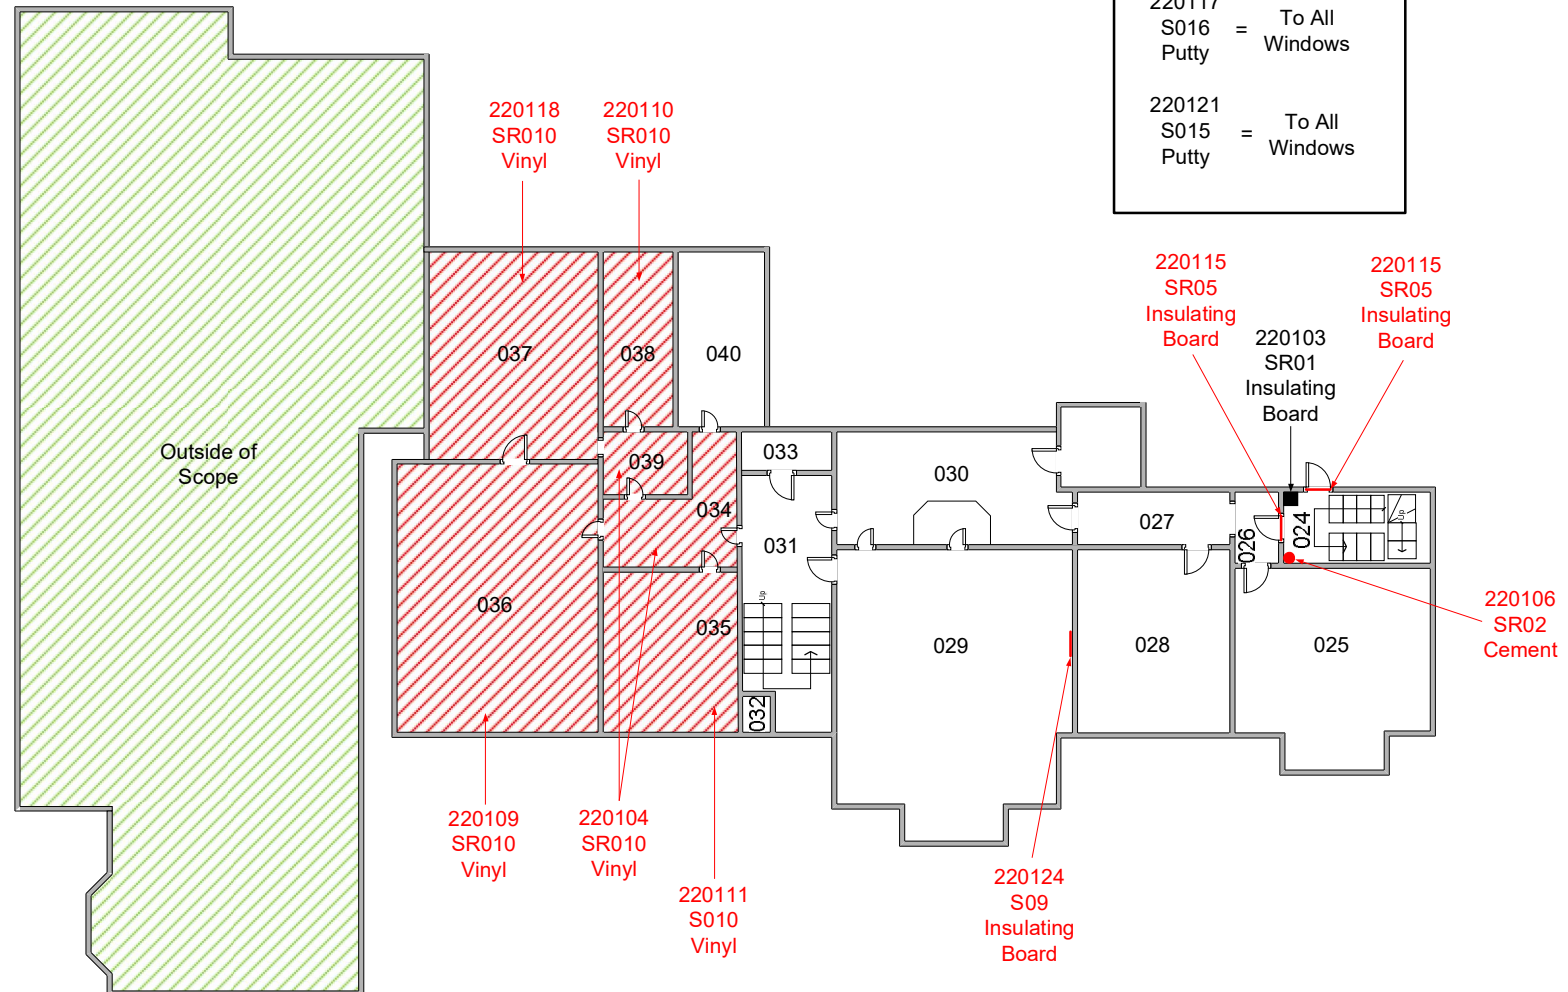 220117
S016
Putty
=
To All
Windows
220121
S015
Putty
=
To All
Windows
220118
SR010
Vinyl
220110
SR010
Vinyl
220115
SR05
Insulating
Board
220115
SR05
Insulating
Board
220103
SR01
Insulating
Board
037
038
040
Outside of
Scope
039
033
030
034
027
024
026
031
Up
Up
036
035
029
028
025
032
220106
SR02
Cement
220109
SR010
Vinyl
220104
SR010
Vinyl
220111
S010
Vinyl
220124
S09
Insulating
Board